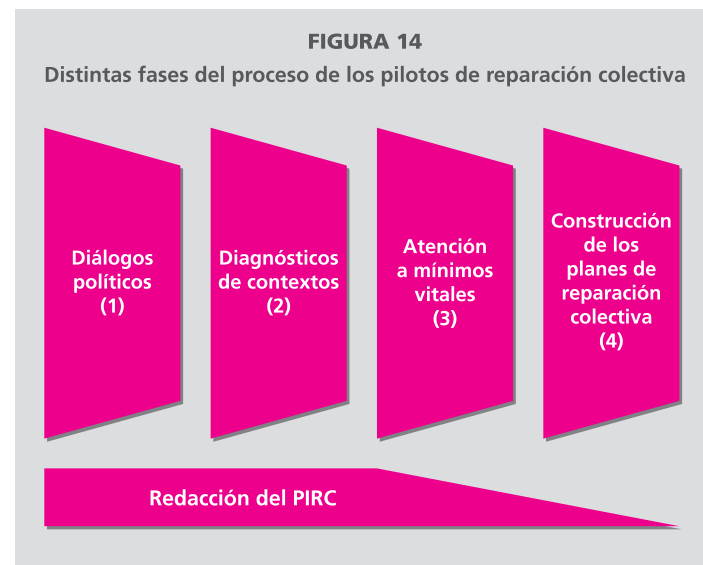 FIGURA 14
Distintas fases del proceso de los pilotos de reparación colectiva
Diálogos
políticos
(1)
Diagnósticos
de contextos
(2)
Atención
a mínimos
vitales
(3)
Construcción
de los
planes de
reparación
colectiva
(4)
Redacción del PIRC